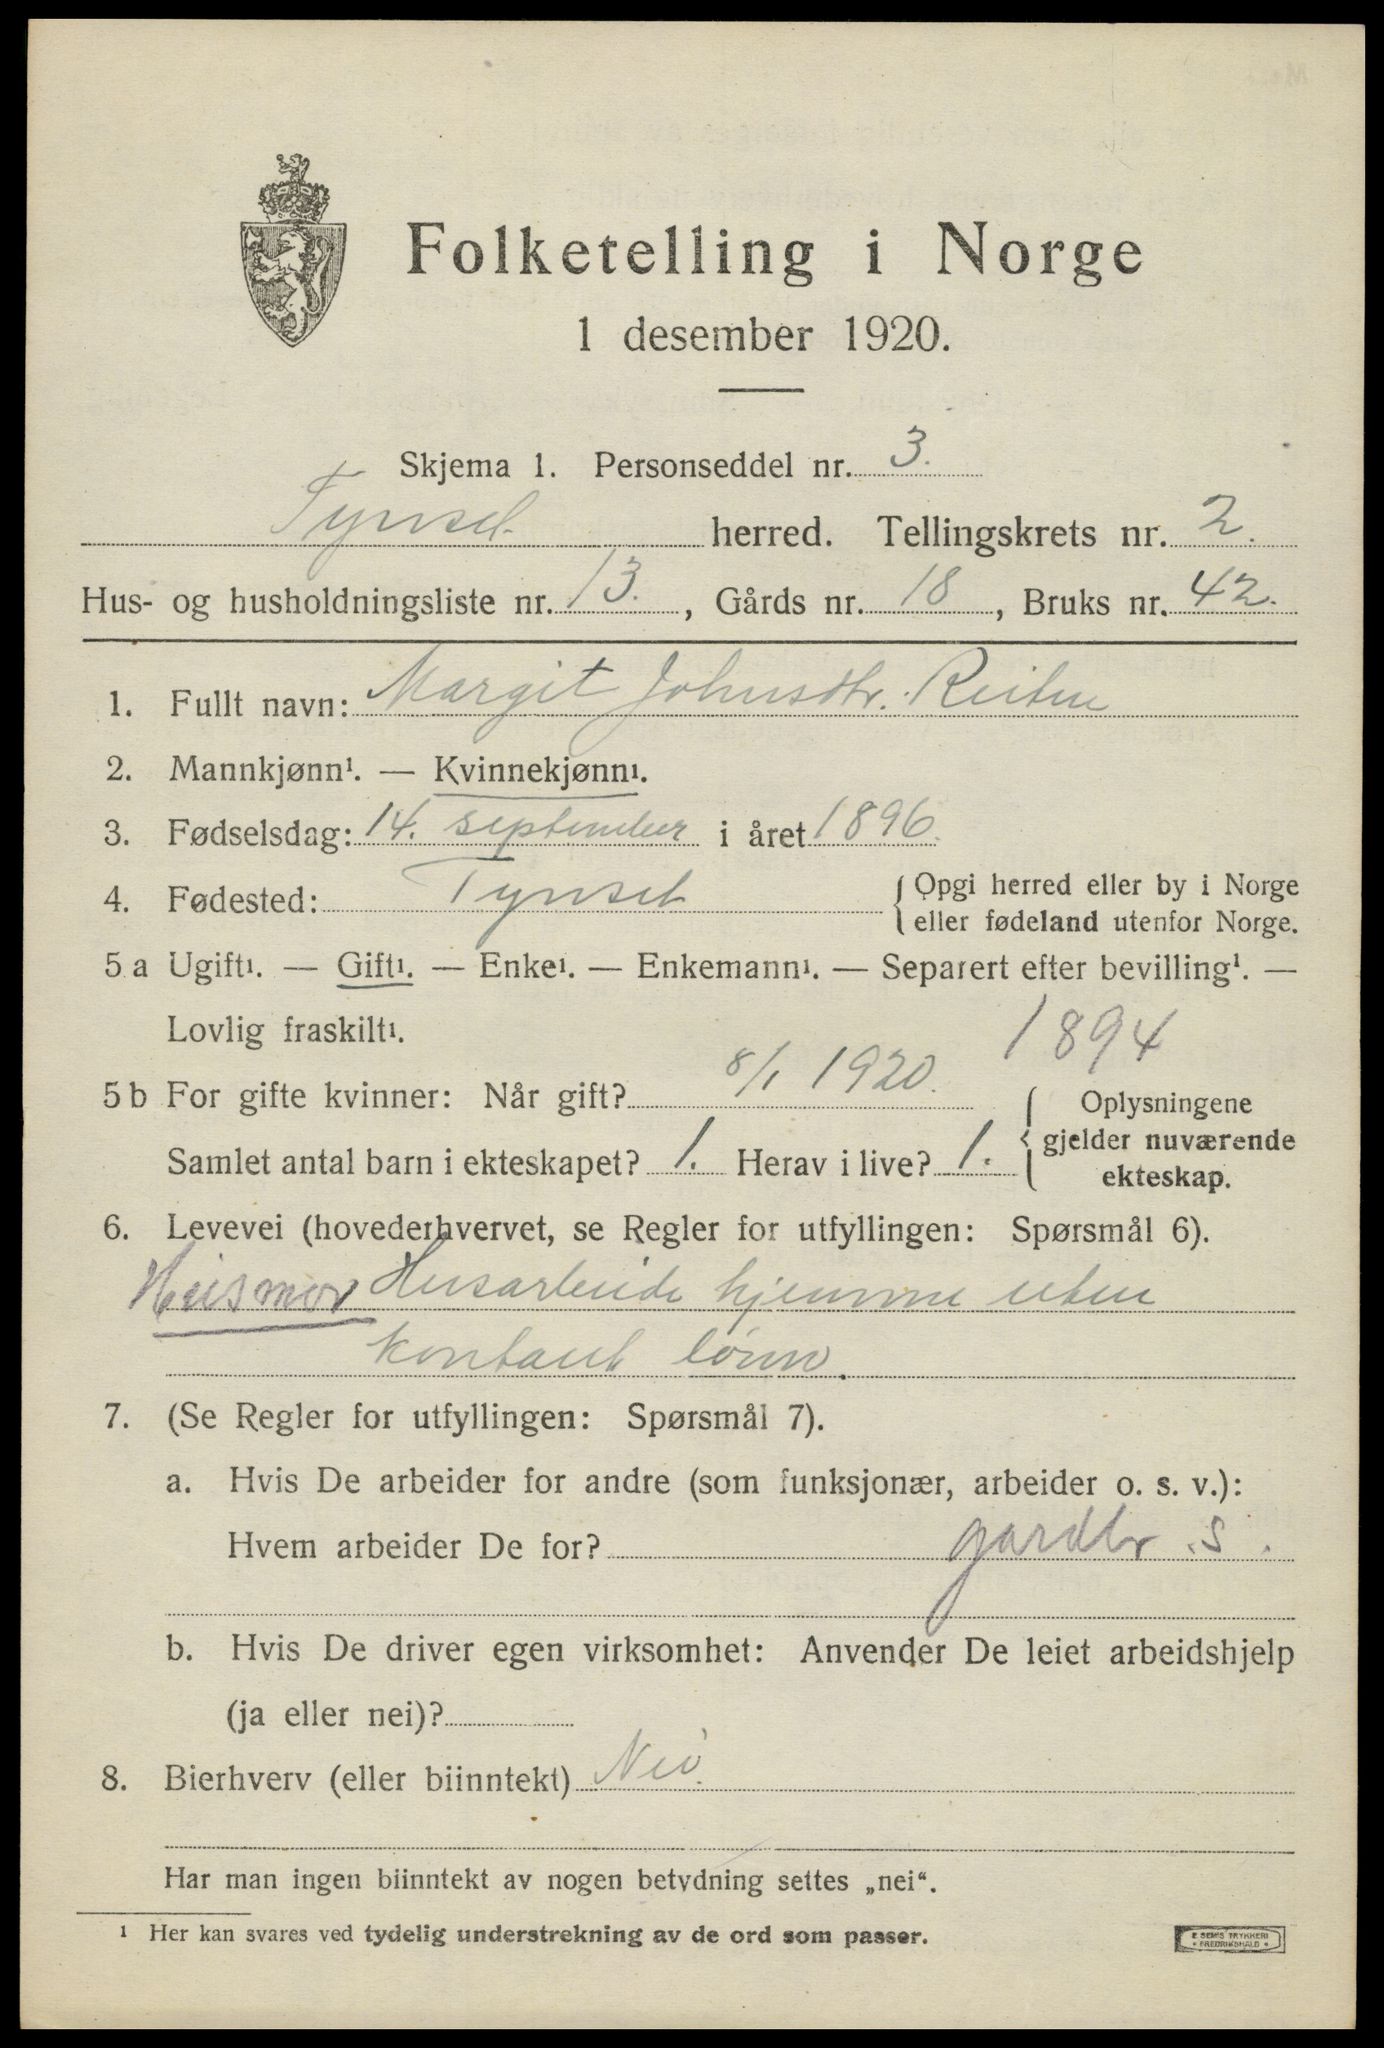 Folketelling i Norge
1 desember 1920.
Skjema 1. Personseddel nr. 3.
Tynset herred. Tellingskrets nr. 2.
Hus- og husholdningsliste nr. 13., Gårds nr. 18, Bruks nr. 42.
1. Fullt navn: Margit Johnsdtr. Reiten
2. Mannkjønn¹. — Kvinnekjønn¹.
3. Fødselsdag: 14. september i året 1896.
4. Fødested: Tynset { Opgi herred eller by i Norge
eller fødeland utenfor Norge.
5 a Ugift¹. — Gift¹. — Enke¹. — Enkemann¹. — Separert efter bevilling¹. —
Lovlig fraskilt¹.
1894
5 b For gifte kvinner: Når gift? 8/1 1920. { Oplysningene
gjelder nuværende
Samlet antal barn i ekteskapet? 1. Herav i live? 1.
ekteskap.
6. Levevei (hovederhvervet, se Regler for utfyllingen: Spørsmål 6).
Husmor Husarbeide hjemme uten
kontant lønn.
7. (Se Regler for utfyllingen: Spørsmål 7).
a. Hvis De arbeider for andre (som funksjonær, arbeider o. s. v.):
Hvem arbeider De for? gardbr. s.
b. Hvis De driver egen virksomhet: Anvender De leiet arbeidshjelp
(ja eller nei)?
8. Bierhverv (eller biinntekt) Nei.
Har man ingen biinntekt av nogen betydning settes „nei“.
¹ Her kan svares ved tydelig understrekning av de ord som passer.
E SEM'S TRYKKERI
• FREDRIKSHALD •